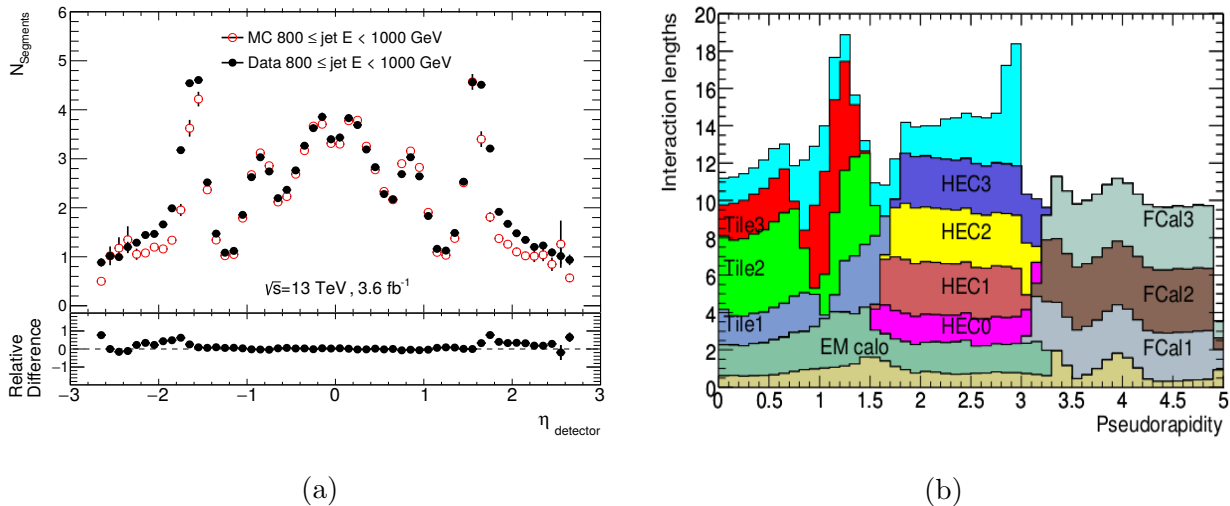 N_Segments
6
5
4
3
2
1
0
MC 800 ≤ jet E < 1000 GeV
Data 800 ≤ jet E < 1000 GeV
√s=13 TeV , 3.6 fb⁻¹
Relative
Difference
1
0
−1
−3 −2 −1 0 1 2 3
η detector
(a)
Interaction lengths
20
18
16
14
12
10
8
6
4
2
0
Tile3
Tile2
Tile1
EM calo
HEC3
HEC2
HEC1
HEC0
FCal3
FCal2
FCal1
0 0.5 1 1.5 2 2.5 3 3.5 4 4.5 5
Pseudorapidity
(b)